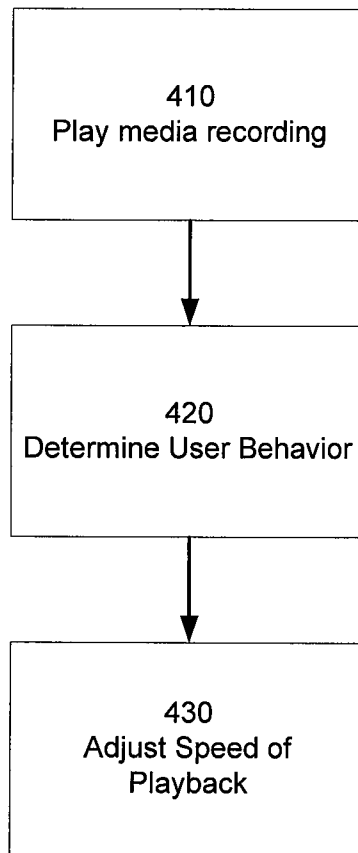 410
Play media recording
420
Determine User Behavior
430
Adjust Speed of
Playback